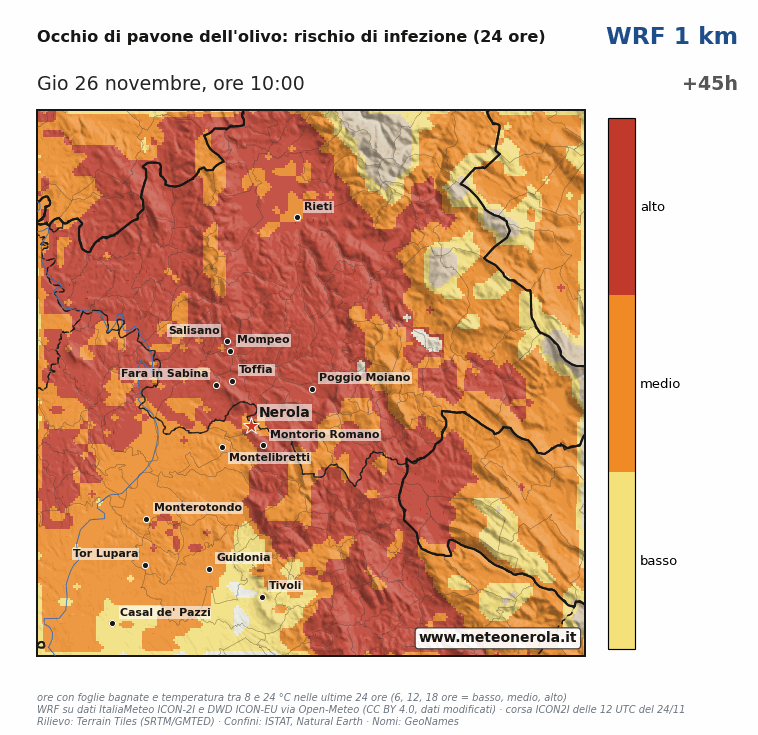 Occhio di pavone dell'olivo: rischio di infezione (24 ore)
WRF 1 km
Gio 26 novembre, ore 10:00
+45h
alto
Rieti
Salisano
Mompeo
Toffia
Fara in Sabina
Poggio Moiano
medio
Nerola
Montorio Romano
Montelibretti
Monterotondo
Tor Lupara
Guidonia
basso
Tivoli
Casal de' Pazzi
www.meteonerola.it
ore con foglie bagnate e temperatura tra 8 e 24 °C nelle ultime 24 ore (6, 12, 18 ore = basso, medio, alto)
WRF su dati ItaliaMeteo ICON-2I e DWD ICON-EU via Open-Meteo (CC BY 4.0, dati modificati) · corsa ICON2I delle 12 UTC del 24/11
Rilievo: Terrain Tiles (SRTM/GMTED) · Confini: ISTAT, Natural Earth · Nomi: GeoNames